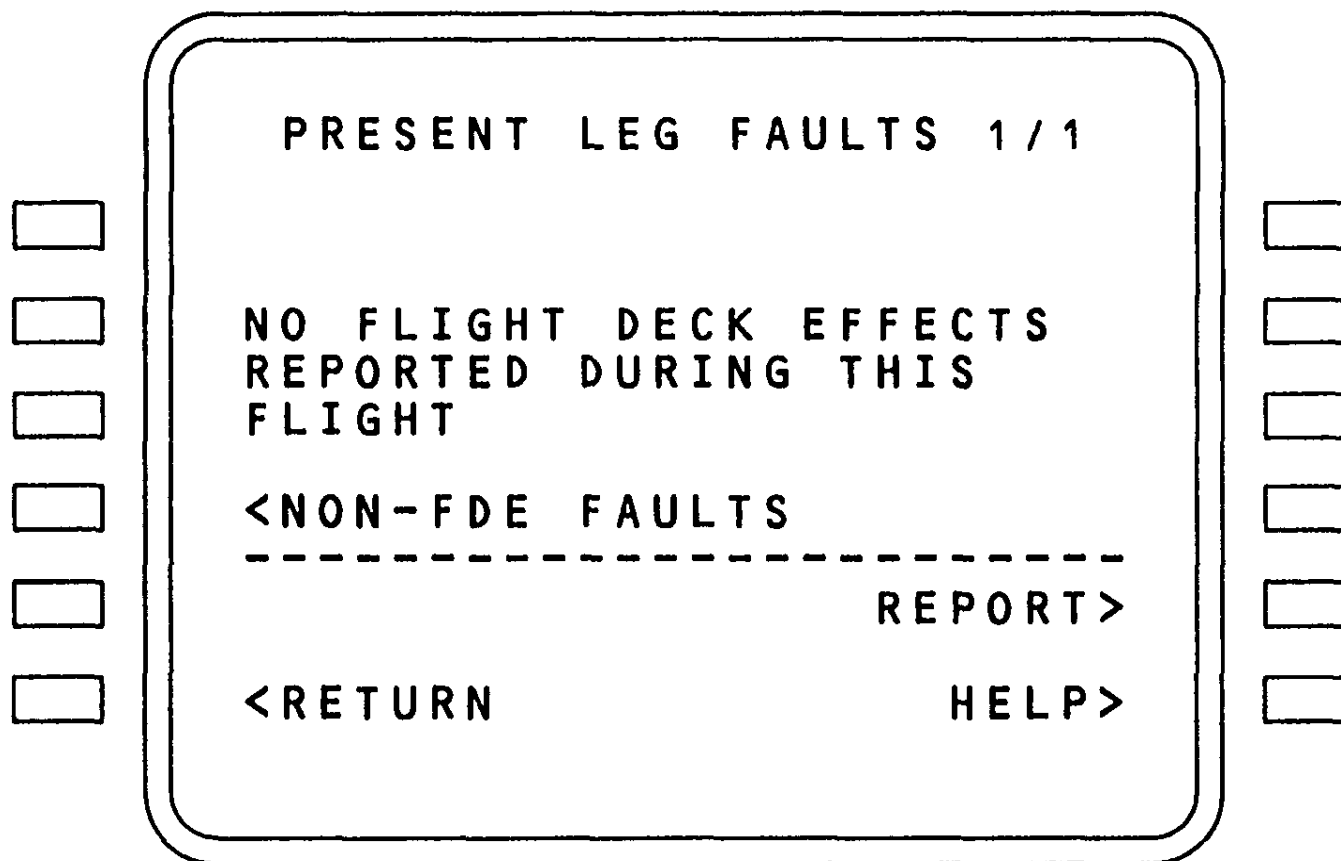 PRESENT LEG FAULTS 1/1
NO FLIGHT DECK EFFECTS
REPORTED DURING THIS
FLIGHT
<NON-FDE FAULTS
------------------------
REPORT>
<RETURN HELP>